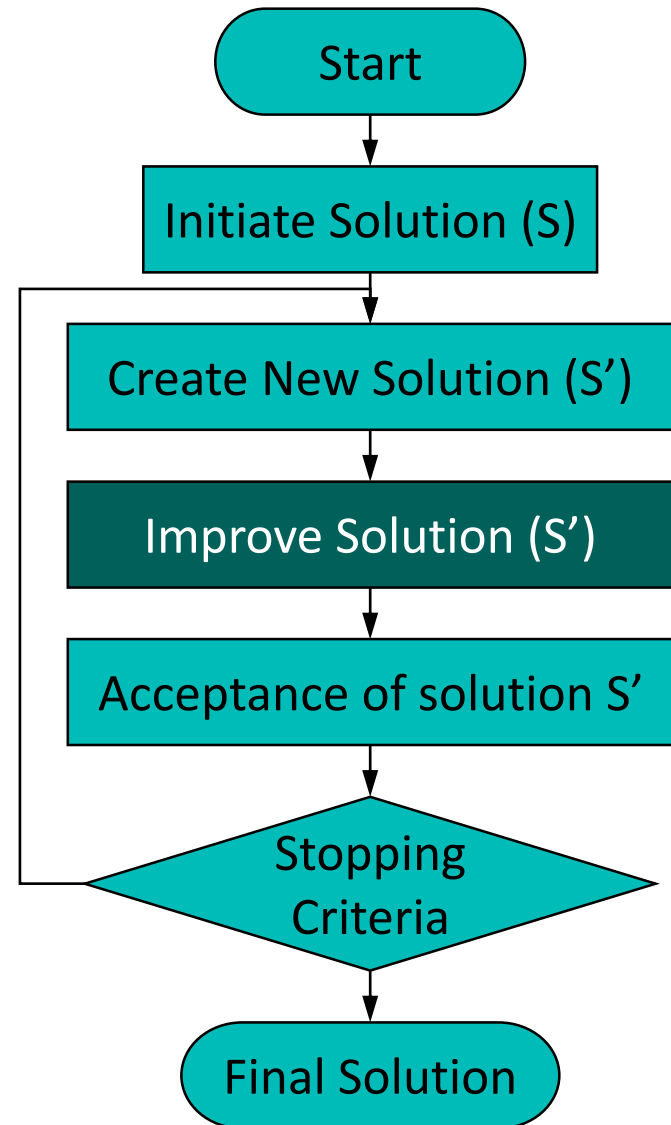 Start
Initiate Solution (S)
Create New Solution (S’)
Improve Solution (S’)
Acceptance of solution S’
Stopping
Criteria
Final Solution